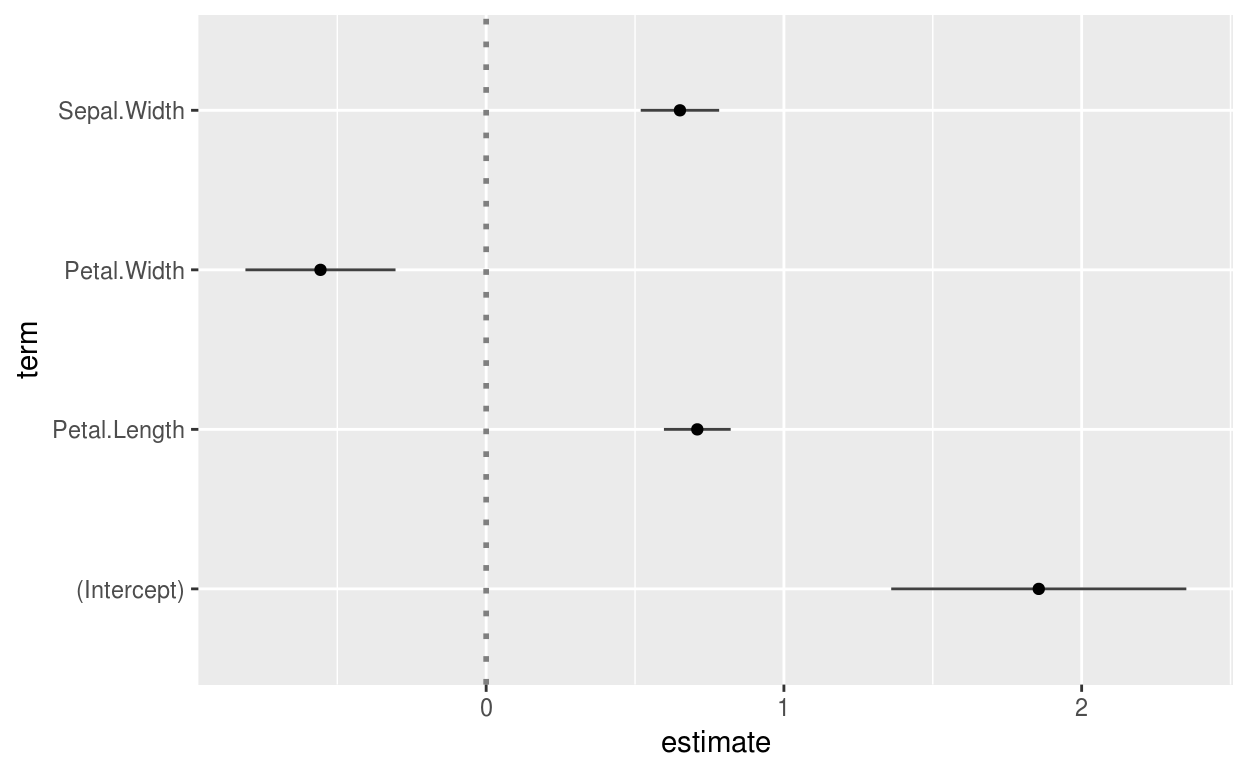 Sepal.Width
Petal.Width
term
Petal.Length
(Intercept)
0 1 2
estimate